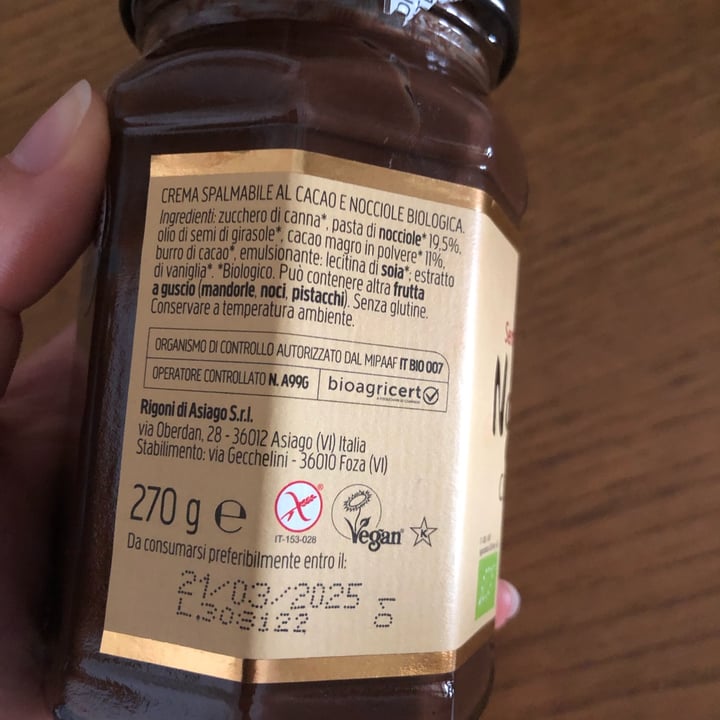 CREMA SPALMABILE AL CACAO E NOCCIOLE BIOLOGICA.
Ingredienti: zucchero di canna*, pasta di nocciole* 19,5%,
olio di semi di girasole*, cacao magro in polvere* 11%,
burro di cacao*, emulsionante: lecitina di soia*; estratto
di vaniglia*. *Biologico. Può contenere altra frutta
a guscio (mandorle, noci, pistacchi). Senza glutine.
Conservare a temperatura ambiente.
ORGANISMO DI CONTROLLO AUTORIZZATO DAL MIPAAF IT BIO 007
OPERATORE CONTROLLATO N. A99G
bioagricert
Rigoni di Asiago S.r.l.
via Oberdan, 28 - 36012 Asiago (VI) Italia
Stabilimento: via Gecchelini - 36010 Foza (VI)
270 g e
IT-153-028
Vegan
K
Da consumarsi preferibilmente entro il:
21/03/2025
L.308122 01